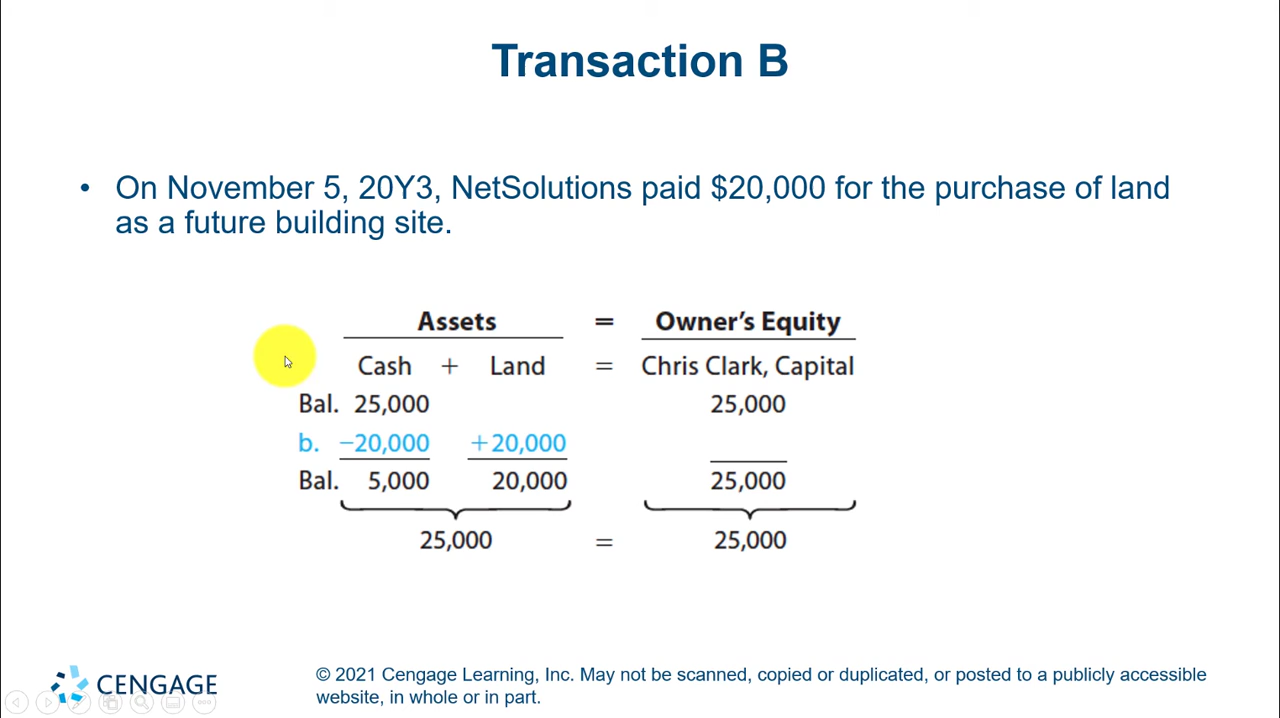 Transaction B
• On November 5, 20Y3, NetSolutions paid $20,000 for the purchase of land
as a future building site.
Assets = Owner’s Equity
Cash + Land = Chris Clark, Capital
Bal. 25,000 25,000
b. −20,000 +20,000
Bal. 5,000 20,000 25,000
25,000 = 25,000
CENGAGE
© 2021 Cengage Learning, Inc. May not be scanned, copied or duplicated, or posted to a publicly accessible
website, in whole or in part.